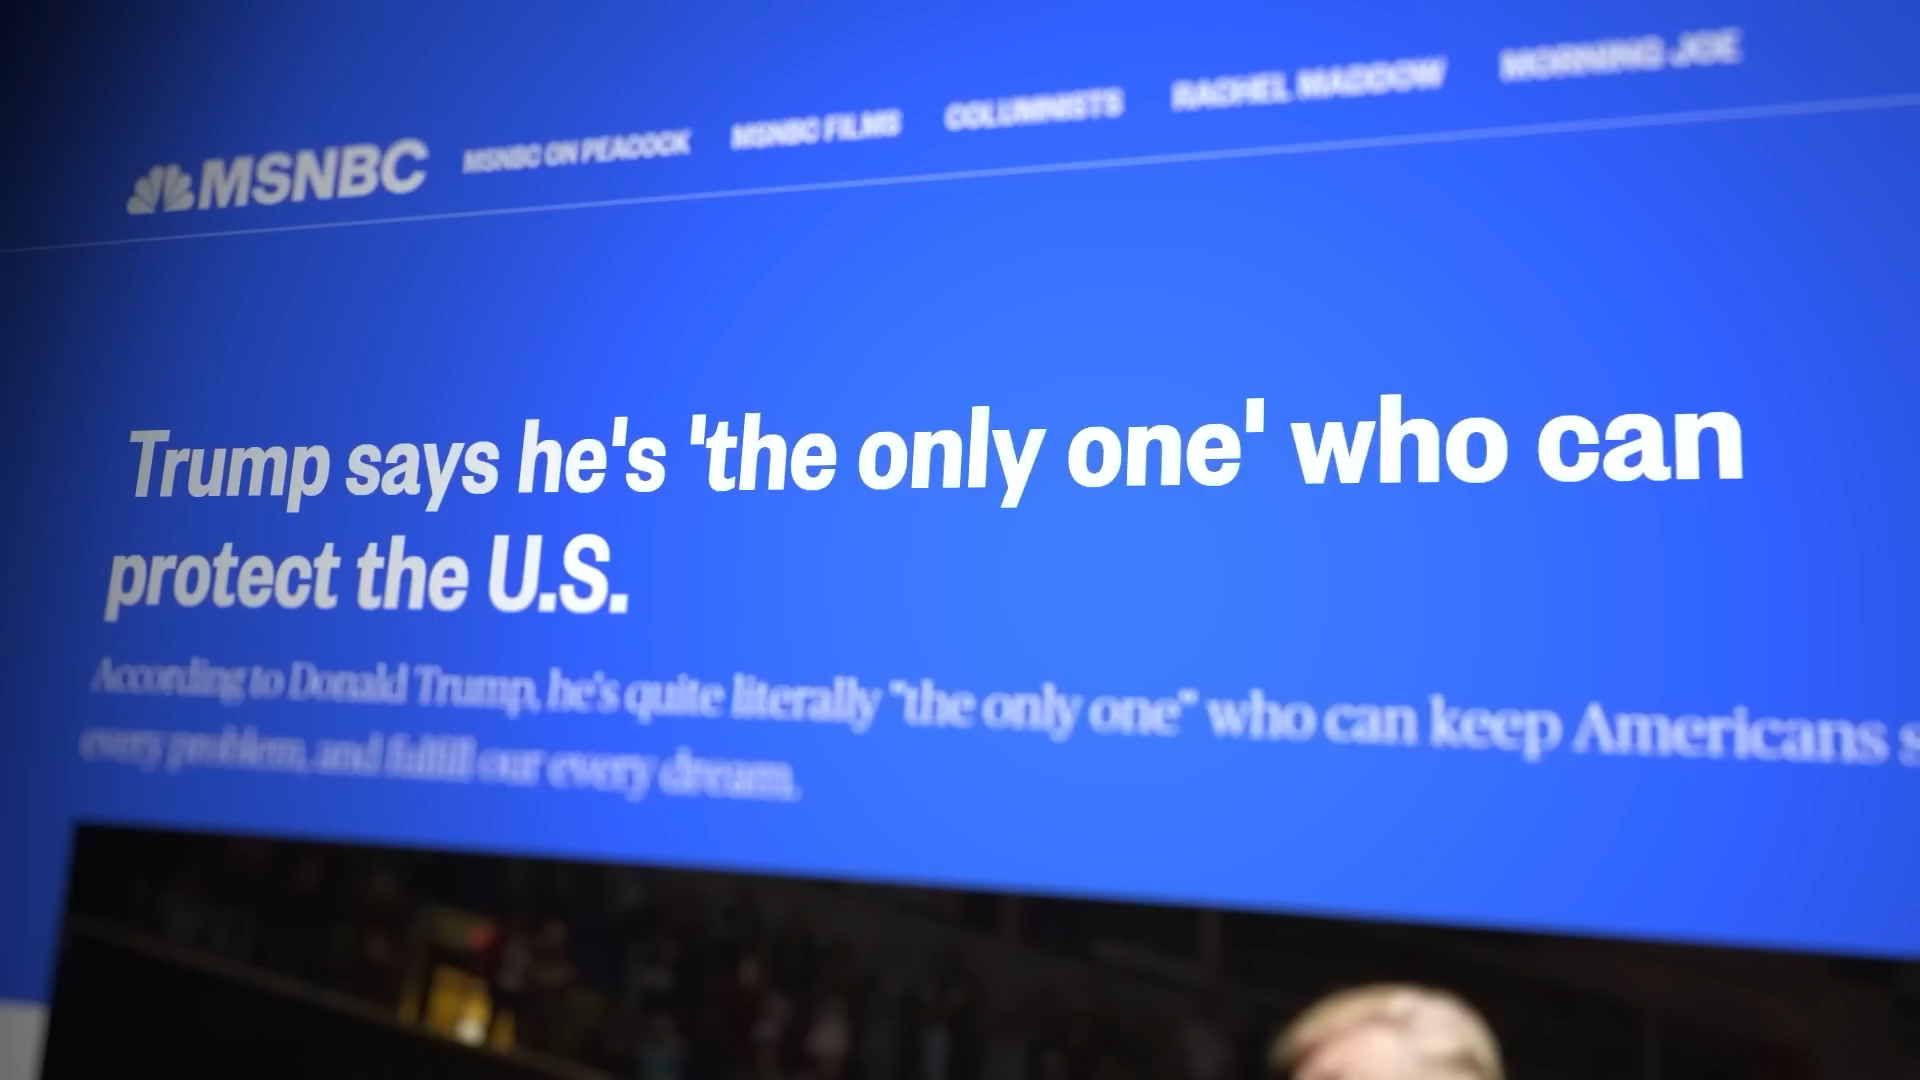 MSNBC MSNBC ON PEACOCK MSNBC FILMS COLUMNISTS RACHEL MADDOW MORNING JOE
Trump says he's 'the only one' who can
protect the U.S.
According to Donald Trump, he's quite literally "the only one" who can keep Americans
every problem, and fulfill our every dream.